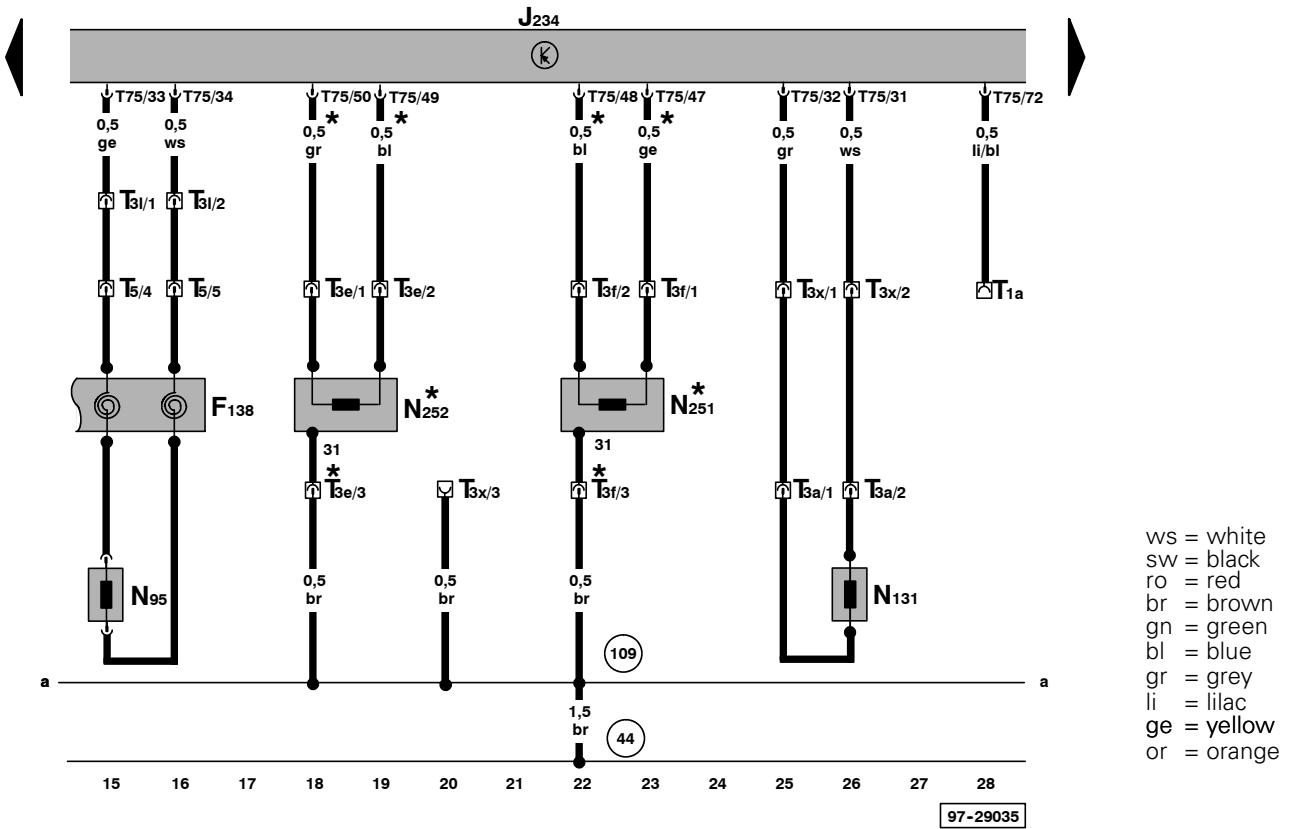 J234
T75/33 T75/34 T75/50 T75/49 T75/48 T75/47 T75/32 T75/31 T75/72
* * * *
0,5 0,5 0,5 0,5 0,5 0,5 0,5 0,5 0,5
ge ws gr bl bl ge gr ws li/bl
T3l/1 T3l/2
T5/4 T5/5 T3e/1 T3e/2 T3f/2 T3f/1 T3x/1 T3x/2 T1a
F138 N252* N251*
31 31
* *
T3e/3 T3x/3 T3f/3 T3a/1 T3a/2
0,5 0,5 0,5
br br br
N95 N131
109
a a
1,5
br
44
15 16 17 18 19 20 21 22 23 24 25 26 27 28
97-29035
ws = white
sw = black
ro = red
br = brown
gn = green
bl = blue
gr = grey
li = lilac
ge = yellow
or = orange